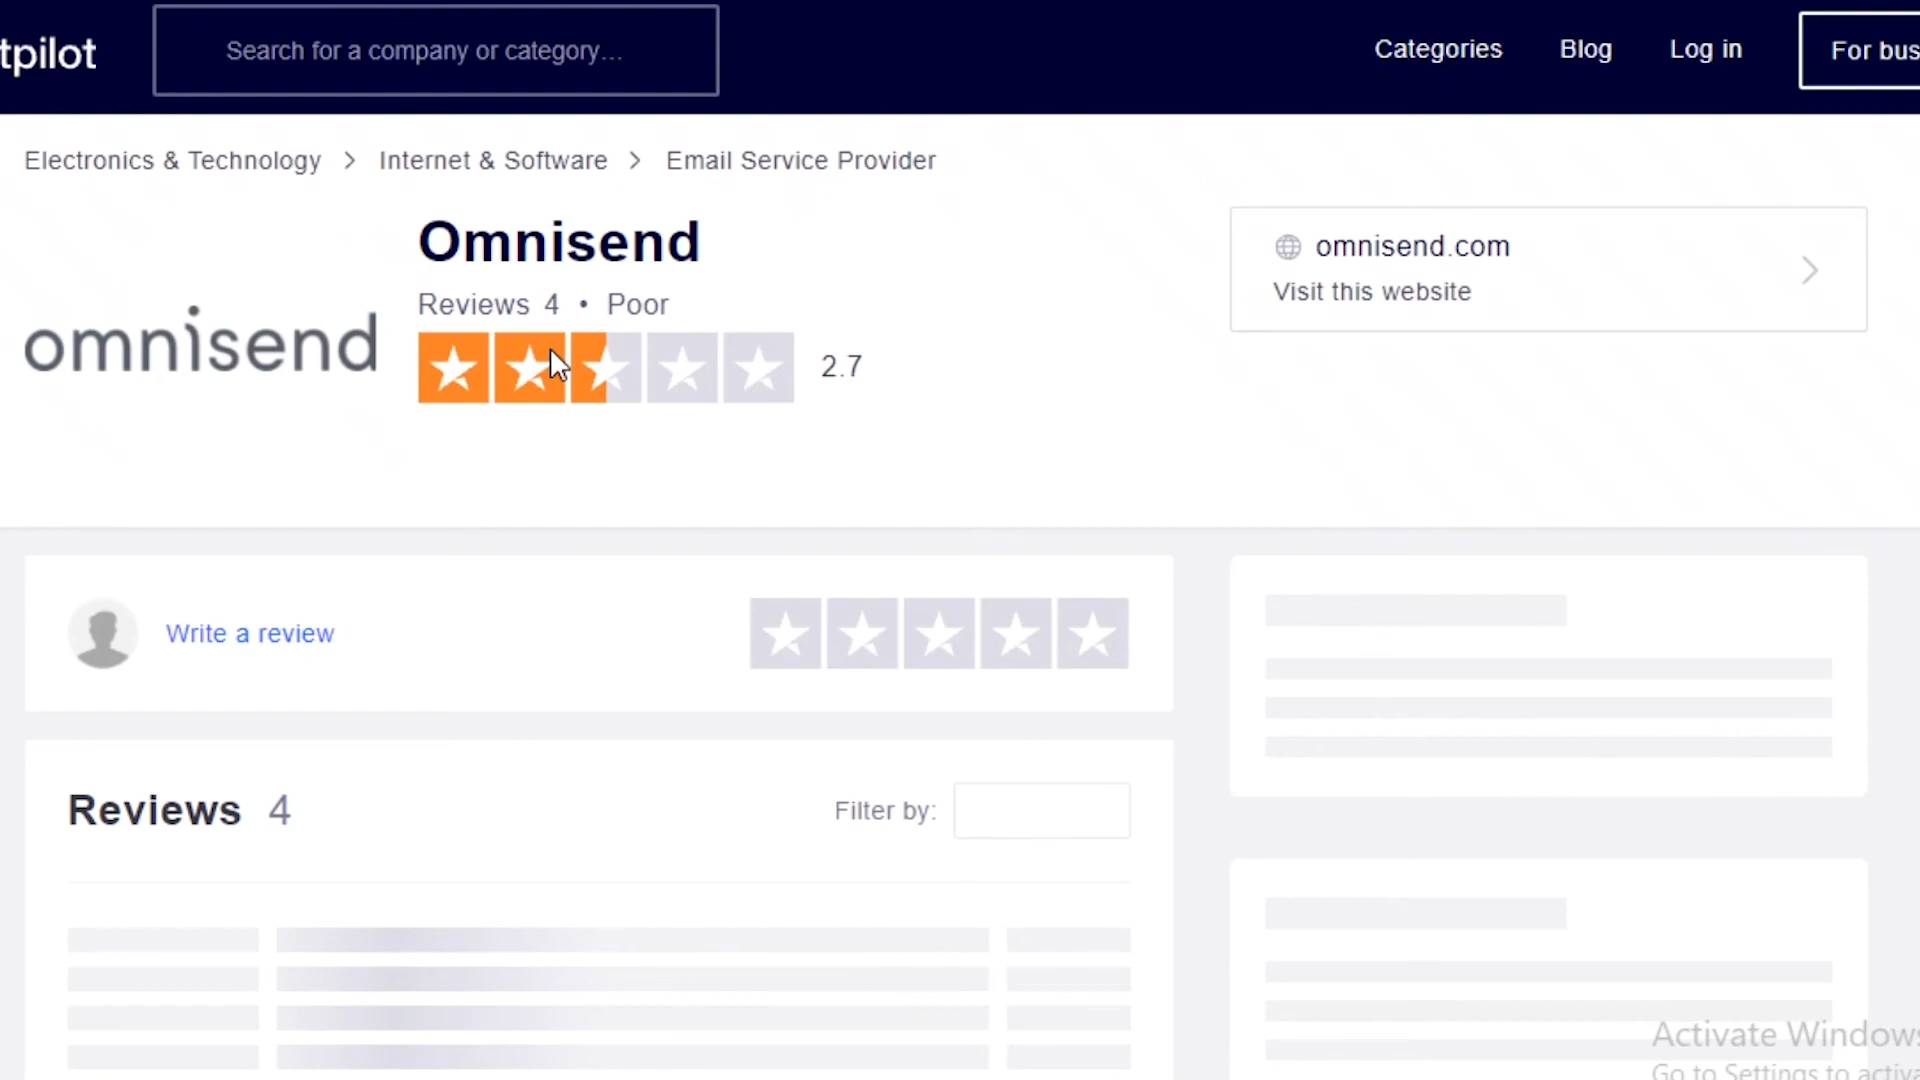 tpilot
Search for a company or category...
Categories
Blog
Log in
For bus
Electronics & Technology > Internet & Software > Email Service Provider
omnisend
Omnisend
Reviews 4 • Poor
2.7
omnisend.com
Visit this website
Write a review
Reviews 4
Filter by:
Activate Windows
Go to Settings to activa